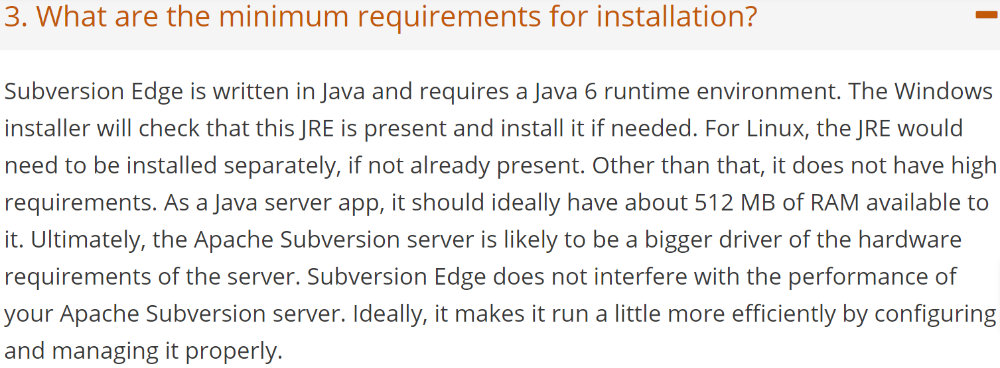 3. What are the minimum requirements for installation?
Subversion Edge is written in Java and requires a Java 6 runtime environment. The Windows
installer will check that this JRE is present and install it if needed. For Linux, the JRE would
need to be installed separately, if not already present. Other than that, it does not have high
requirements. As a Java server app, it should ideally have about 512 MB of RAM available to
it. Ultimately, the Apache Subversion server is likely to be a bigger driver of the hardware
requirements of the server. Subversion Edge does not interfere with the performance of
your Apache Subversion server. Ideally, it makes it run a little more efficiently by configuring
and managing it properly.